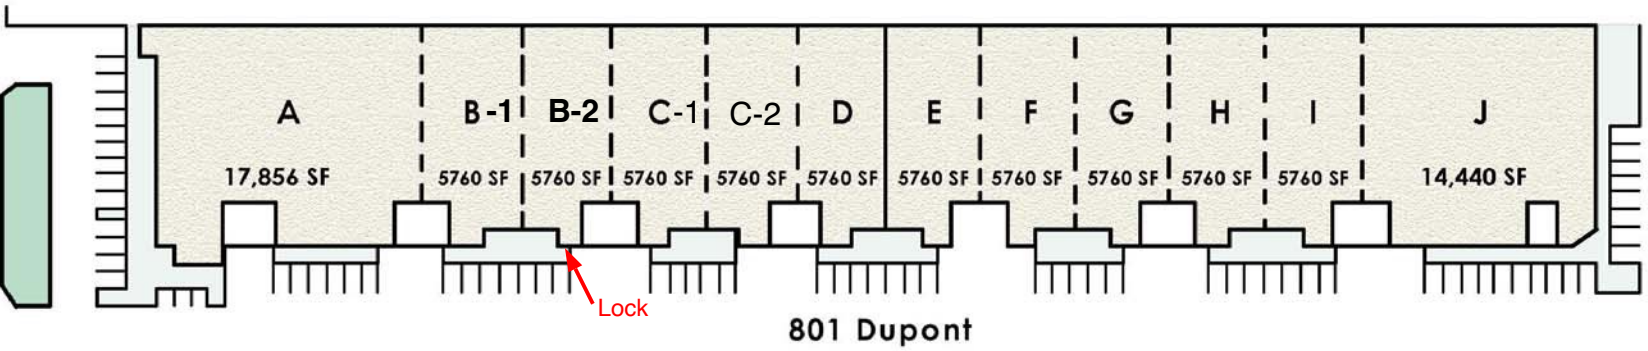 A B-1 B-2 C-1 C-2 D E F G H I J
17,856 SF 5760 SF 5760 SF 5760 SF 5760 SF 5760 SF 5760 SF 5760 SF 5760 SF 5760 SF 5760 SF 14,440 SF
Lock
801 Dupont